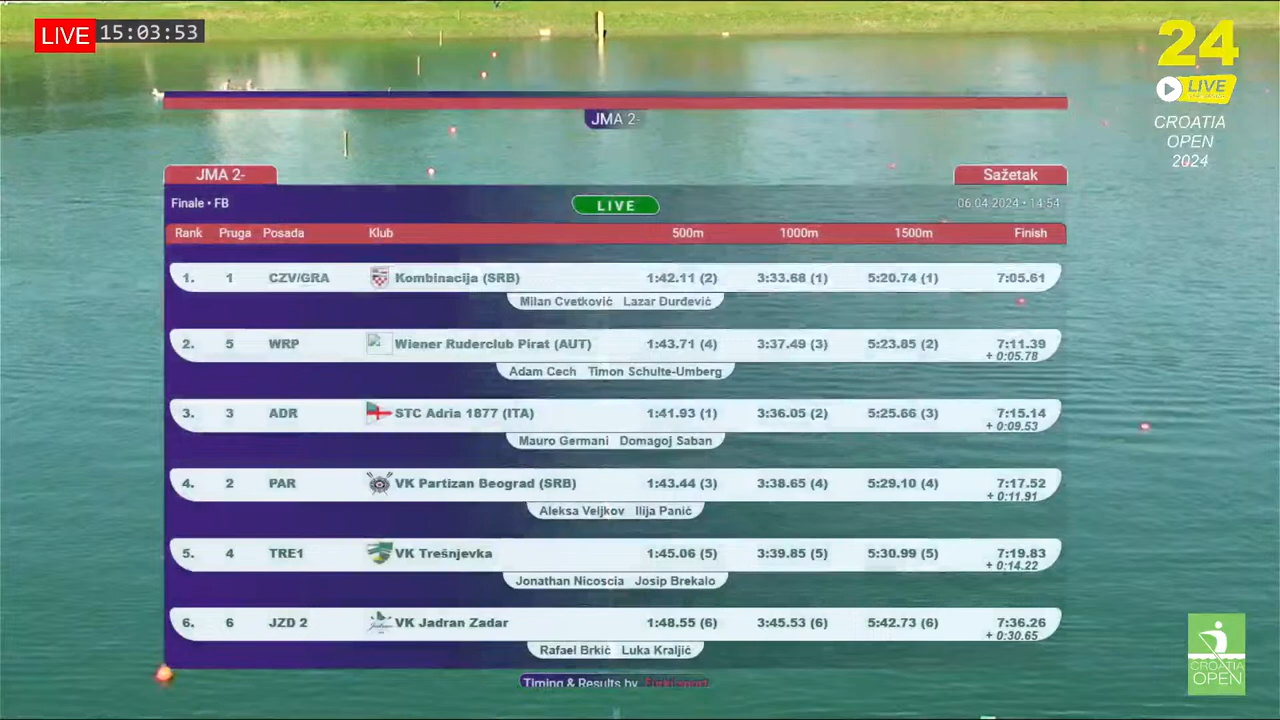 LIVE 15:03:53
24
LIVE
CROATIA
OPEN
2024
JMA 2-
JMA 2- Sažetak
Finale • FB LIVE 06.04.2024 • 14:54
Rank Pruga Posada Klub 500m 1000m 1500m Finish
1. 1 CZV/GRA Kombinacija (SRB) 1:42.11 (2) 3:33.68 (1) 5:20.74 (1) 7:05.61
Milan Cvetković Lazar Đurđević
2. 5 WRP Wiener Ruderclub Pirat (AUT) 1:43.71 (4) 3:37.49 (3) 5:23.85 (2) 7:11.39
+ 0:05.78
Adam Cech Timon Schulte-Umberg
3. 3 ADR STC Adria 1877 (ITA) 1:41.93 (1) 3:36.05 (2) 5:25.66 (3) 7:15.14
+ 0:09.53
Mauro Germani Domagoj Saban
4. 2 PAR VK Partizan Beograd (SRB) 1:43.44 (3) 3:38.65 (4) 5:29.10 (4) 7:17.52
+ 0:11.91
Aleksa Veljkov Ilija Panić
5. 4 TRE1 VK Trešnjevka 1:45.06 (5) 3:39.85 (5) 5:30.99 (5) 7:19.83
+ 0:14.22
Jonathan Nicoscia Josip Brekalo
6. 6 JZD 2 VK Jadran Zadar 1:48.55 (6) 3:45.53 (6) 5:42.73 (6) 7:36.26
+ 0:30.65
Rafael Brkić Luka Kraljić
Timing & Results by
CROATIA
OPEN